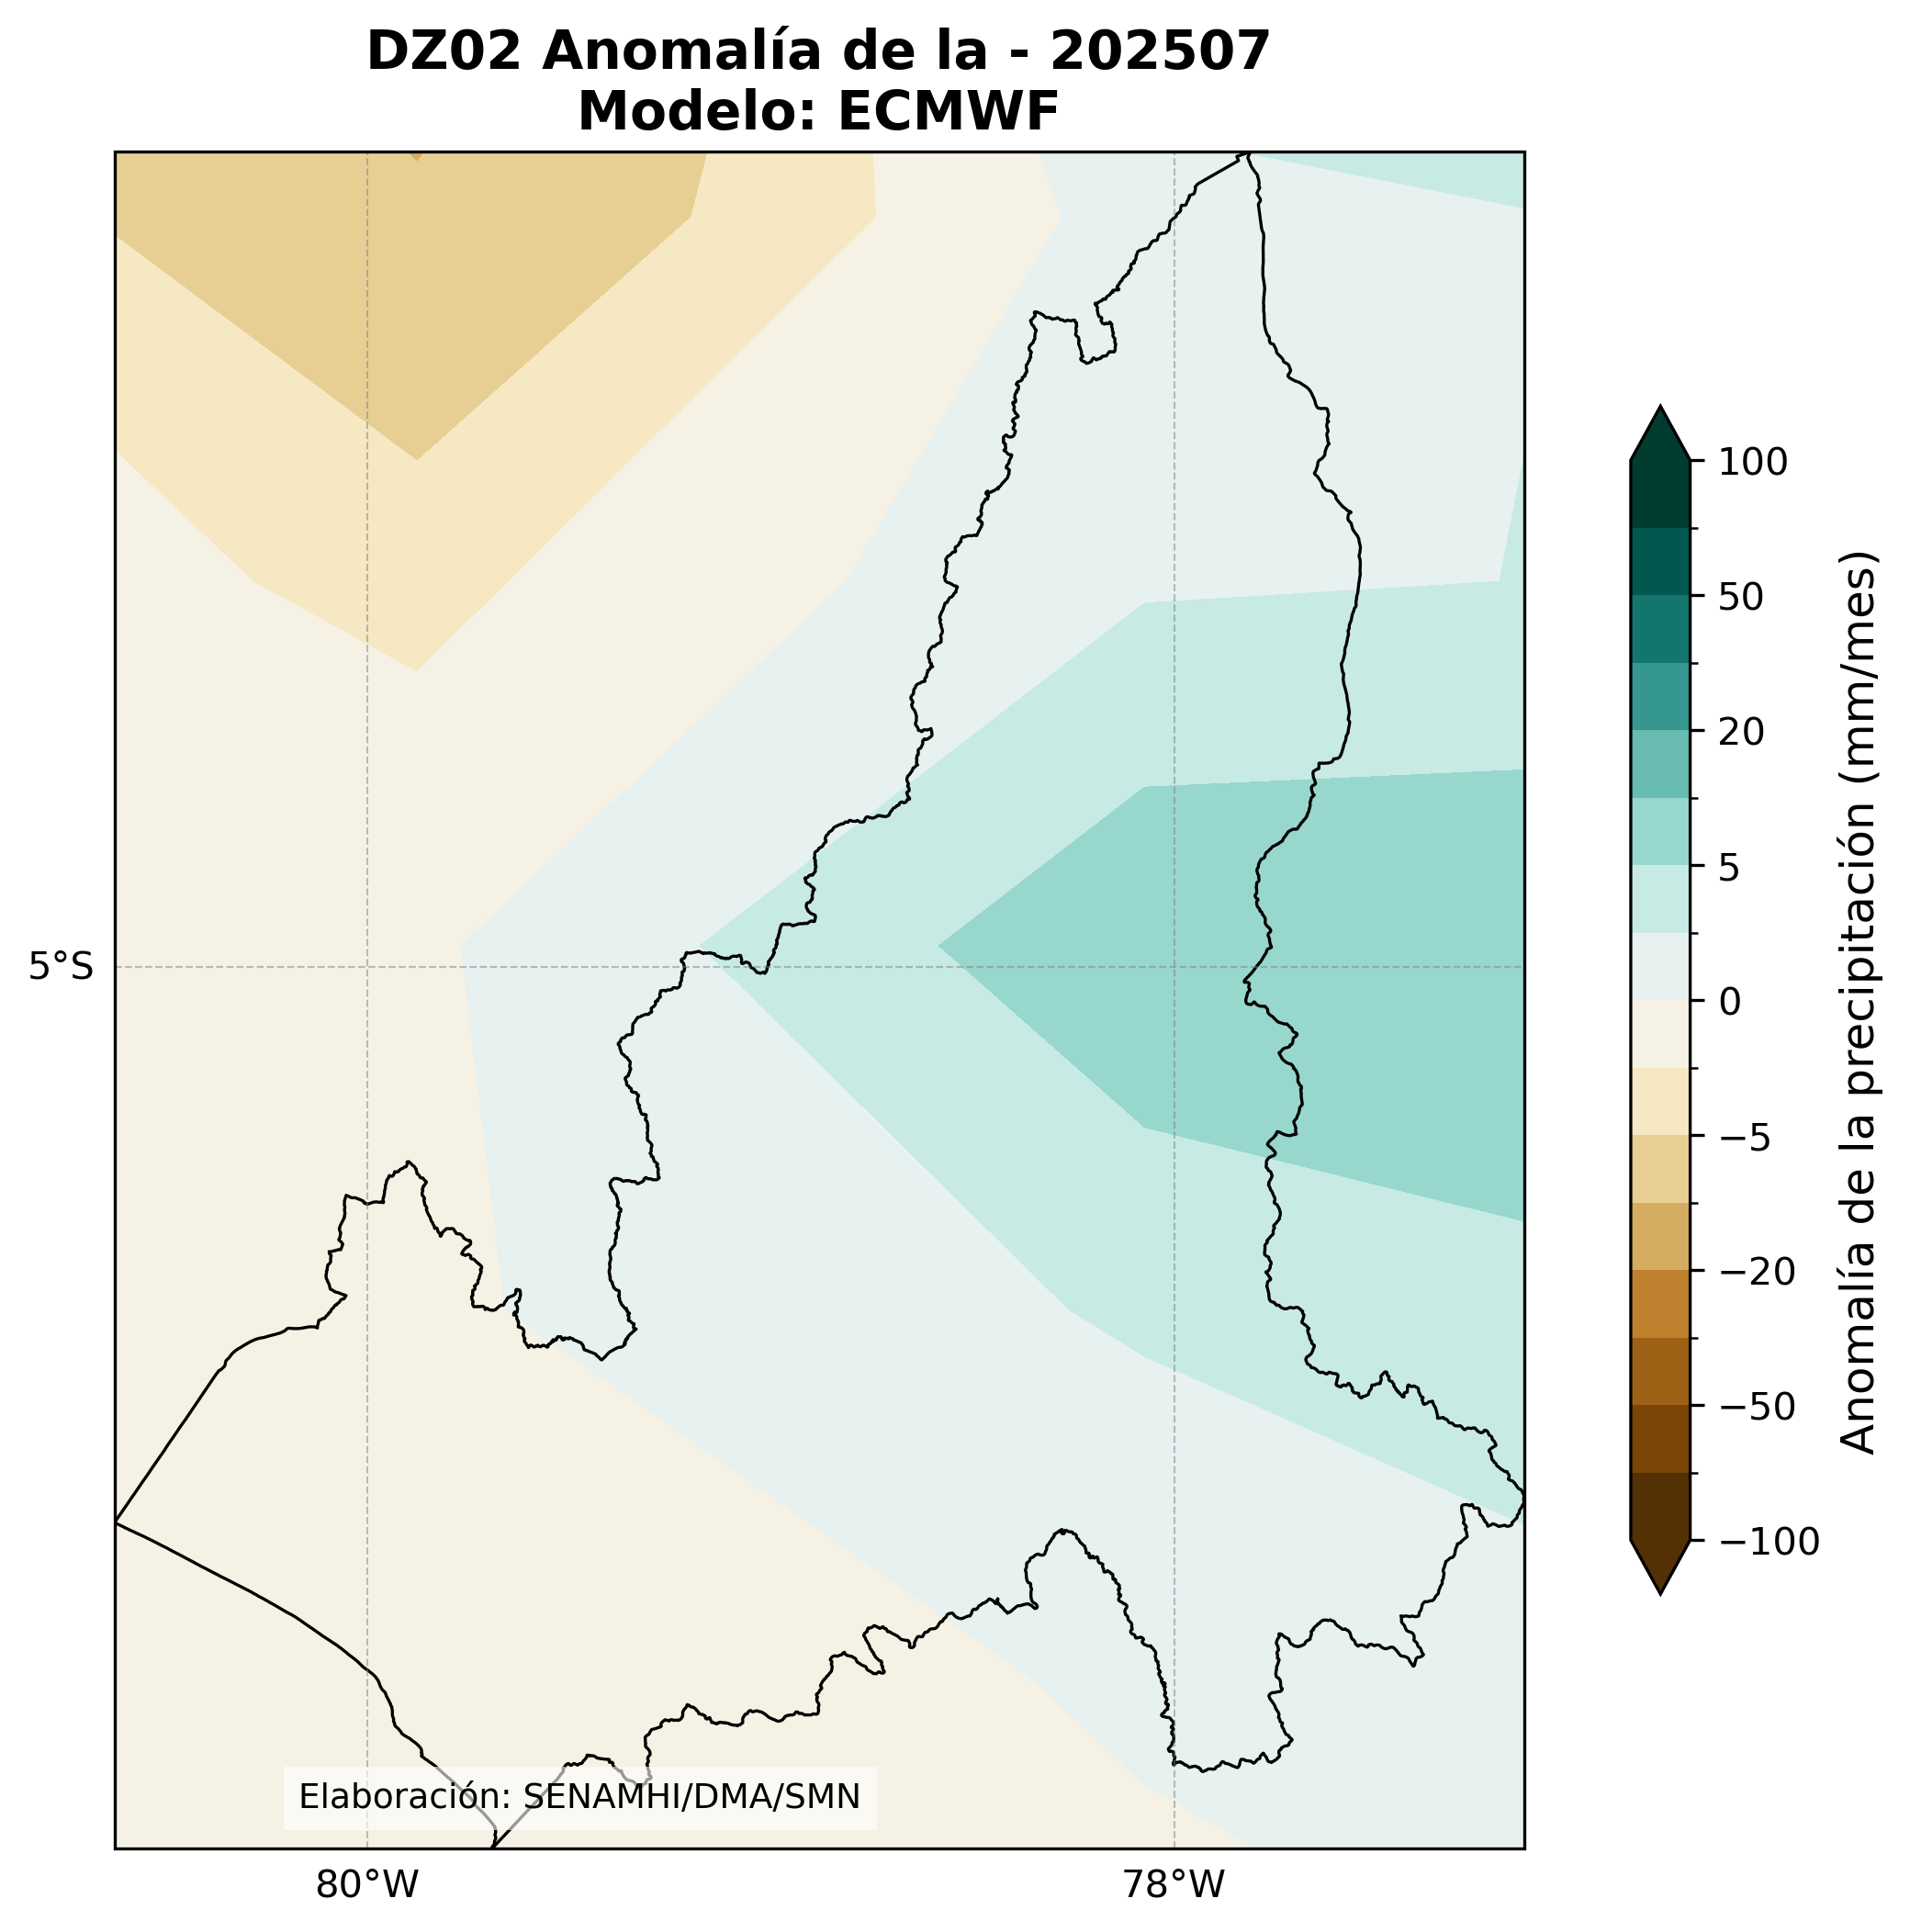 DZ02 Anomalía de la - 202507
Modelo: ECMWF
100
50
20
5
0
−5
−20
−50
−100
Anomalía de la precipitación (mm/mes)
5°S
Elaboración: SENAMHI/DMA/SMN
80°W
78°W